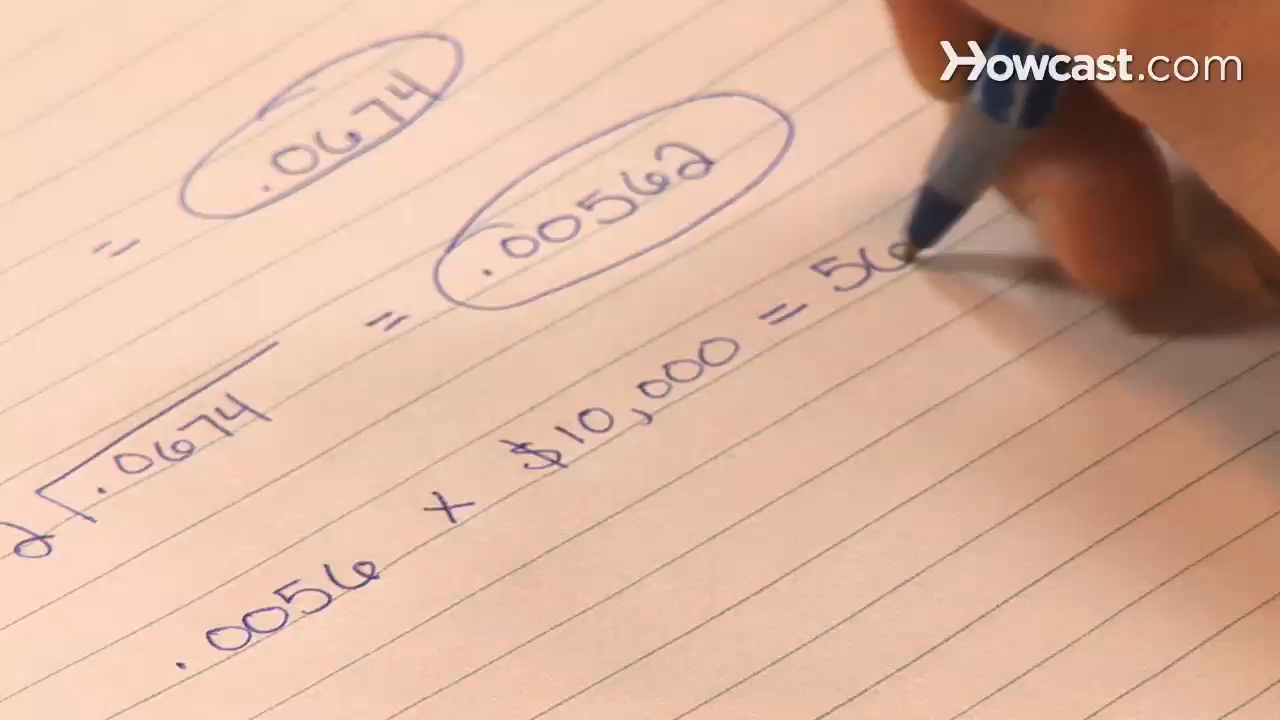 Howcast.com
= .0674
2 .0674 = .00562
.0056 x $10,000 = 56